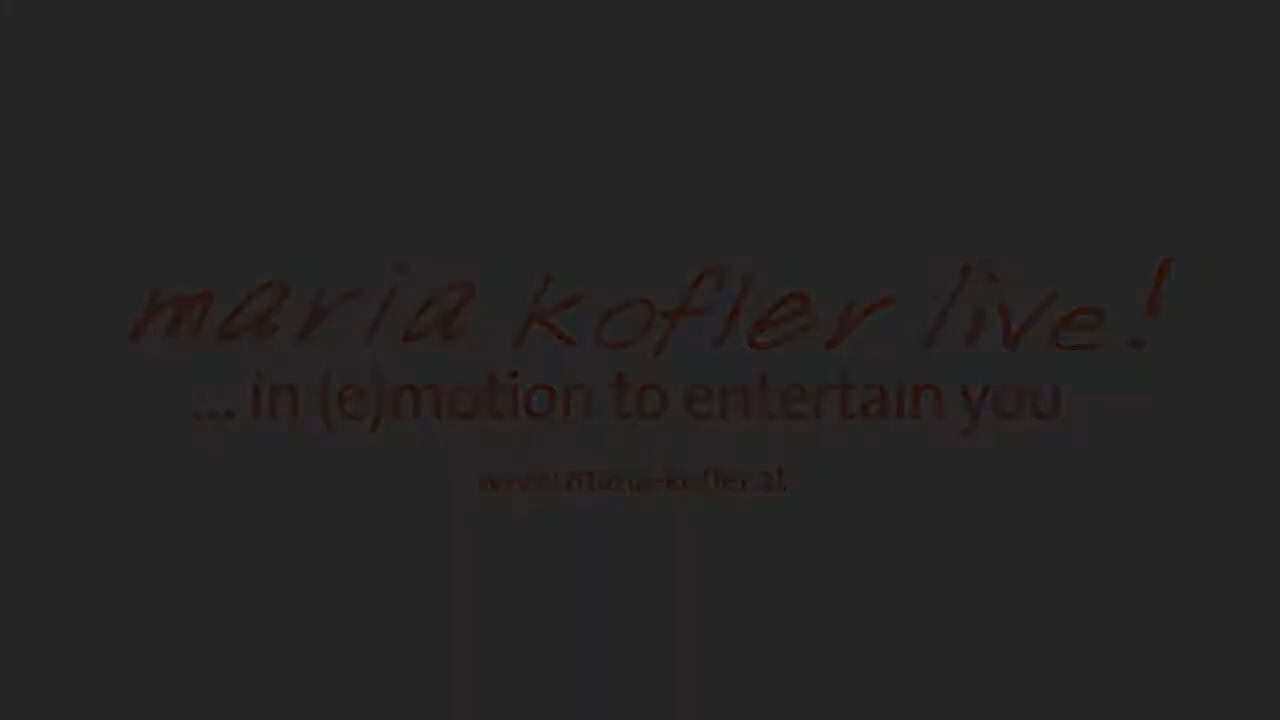 maria kofler live!
... in (e)motion to entertain you
www.maria-kofler.at